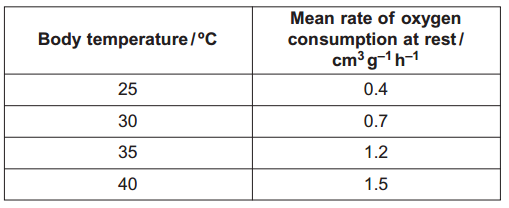 Body temperature / ºC
Mean rate of oxygen
consumption at rest /
cm³ g⁻¹ h⁻¹
25 0.4
30 0.7
35 1.2
40 1.5